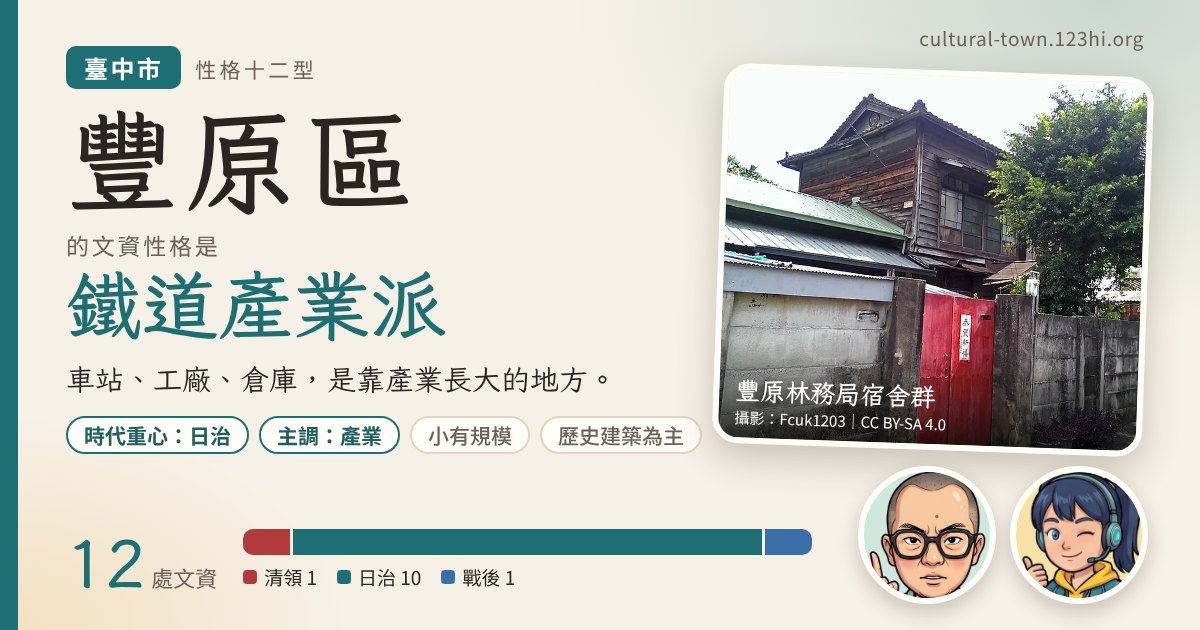 cultural-town.123hi.org
臺中市
性格十二型
豐原區
的文資性格是
鐵道產業派
車站、工廠、倉庫，是靠產業長大的地方。
時代重心：日治
主調：產業
小有規模
歷史建築為主
豐原林務局宿舍群
攝影：Fcuk1203｜CC BY-SA 4.0
12 處文資
清領 1
日治 10
戰後 1